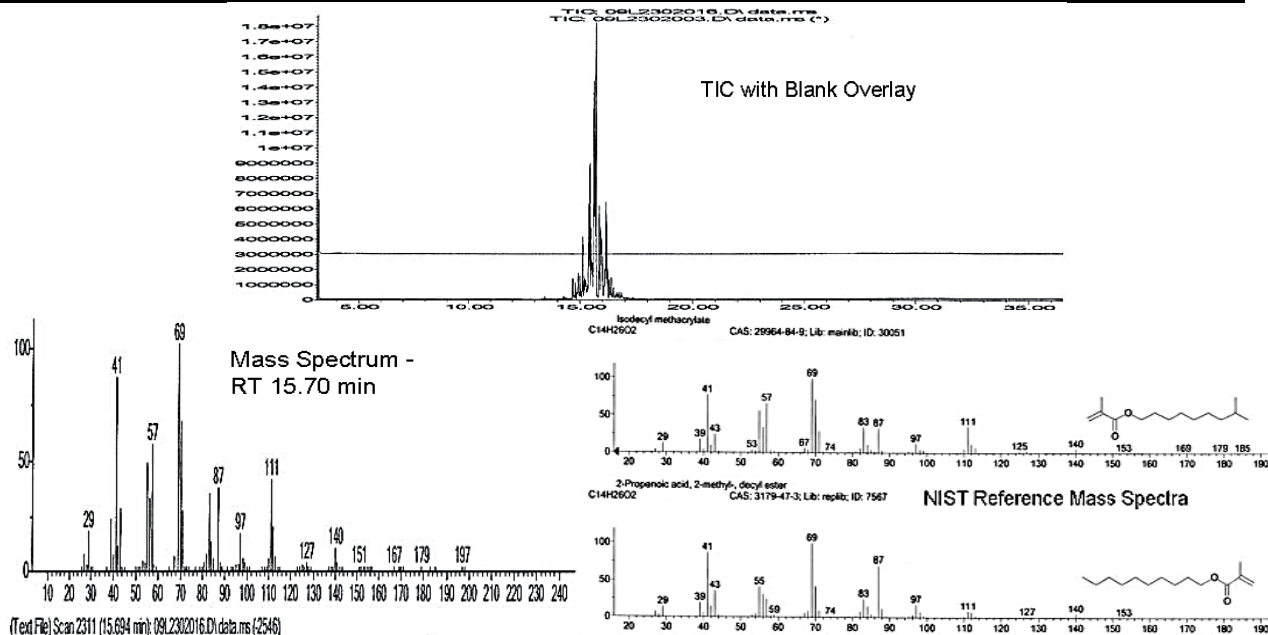 TIC: 09L2302016.D\ data.ms
TIC: 09L2302003.D\ data.ms (*)
1.8e+07
1.7e+07
1.6e+07
1.5e+07
1.4e+07
1.3e+07
1.2e+07
1.1e+07
1e+07
9000000
8000000
7000000
6000000
5000000
4000000
3000000
2000000
1000000
0
TIC with Blank Overlay
5.00 10.00 15.00 20.00 25.00 30.00 35.00
Mass Spectrum -
RT 15.70 min
100
50
0
69
41
57
29
87
97
111
140
127 151 167 179 197
10 20 30 40 50 60 70 80 90 100 110 120 130 140 150 160 170 180 190 200 210 220 230 240
(Text File) Scan 2311 (15.694 min): 09L2302016.D\data.ms (-2546)
Isodecyl methacrylate
C14H26O2 CAS: 29964-84-9; Lib: mainlib; ID: 30051
100
50
0
29 39 41 43 53 57 67 69 74 83 87 97 111 125 140 153 169 179 185
O
O
20 30 40 50 60 70 80 90 100 110 120 130 140 150 160 170 180 190
2-Propenoic acid, 2-methyl-, decyl ester
C14H26O2 CAS: 3179-47-3; Lib: replib; ID: 7567
NIST Reference Mass Spectra
100
50
0
29 39 41 43 55 59 69 74 83 87 97 111 127 140 153
O
O
20 30 40 50 60 70 80 90 100 110 120 130 140 150 160 170 180 190